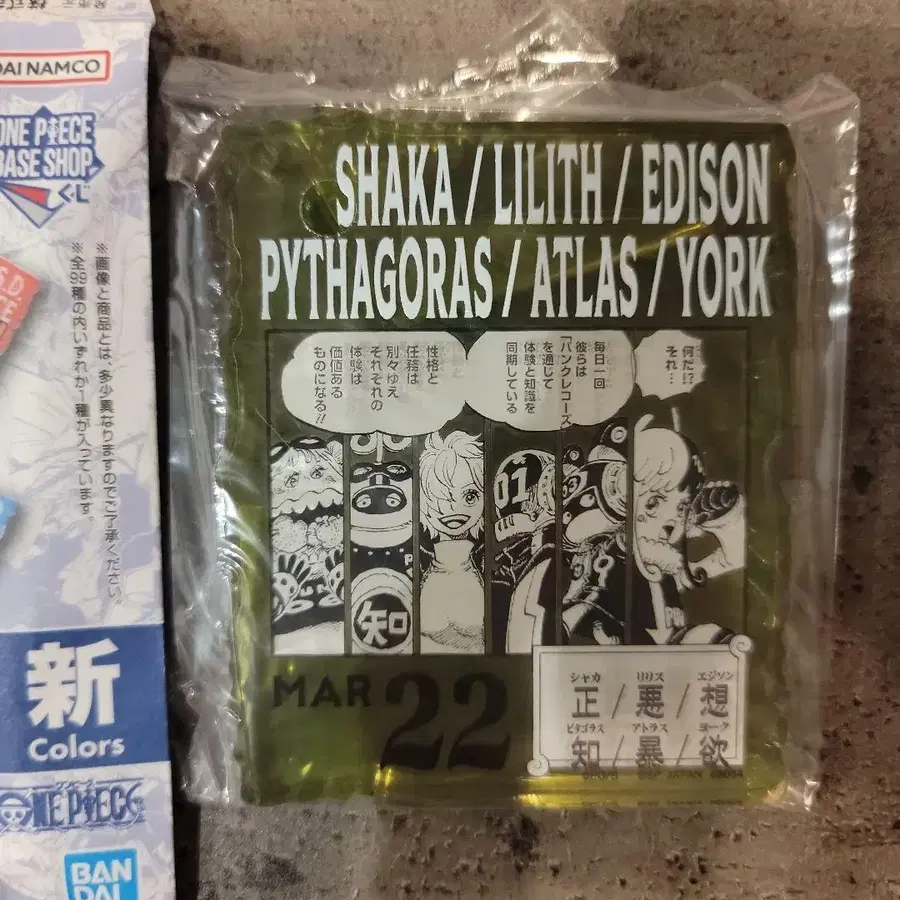 DAI NAMCO
ONE PIECE
BASE SHOP
くじ
※画像と商品とは、多少異なりますのでご了承ください。
※全99種の内いずれか1種が入っています。
新
Colors
ONE PIECE
BAN
DAI
SHAKA / LILITH / EDISON
PYTHAGORAS / ATLAS / YORK
何だ!?
それ…
毎日一回
彼らは
「パンクレコーズ」
を通じて
体験と知識を
同期している
性格と
任務は
別々ゆえ
それぞれの
体験は
価値ある
ものになる!!
01
知
MAR 22
シャカ リリス エジソン
正 / 悪 / 想
ピタゴラス アトラス ヨーク
知 / 暴 / 欲